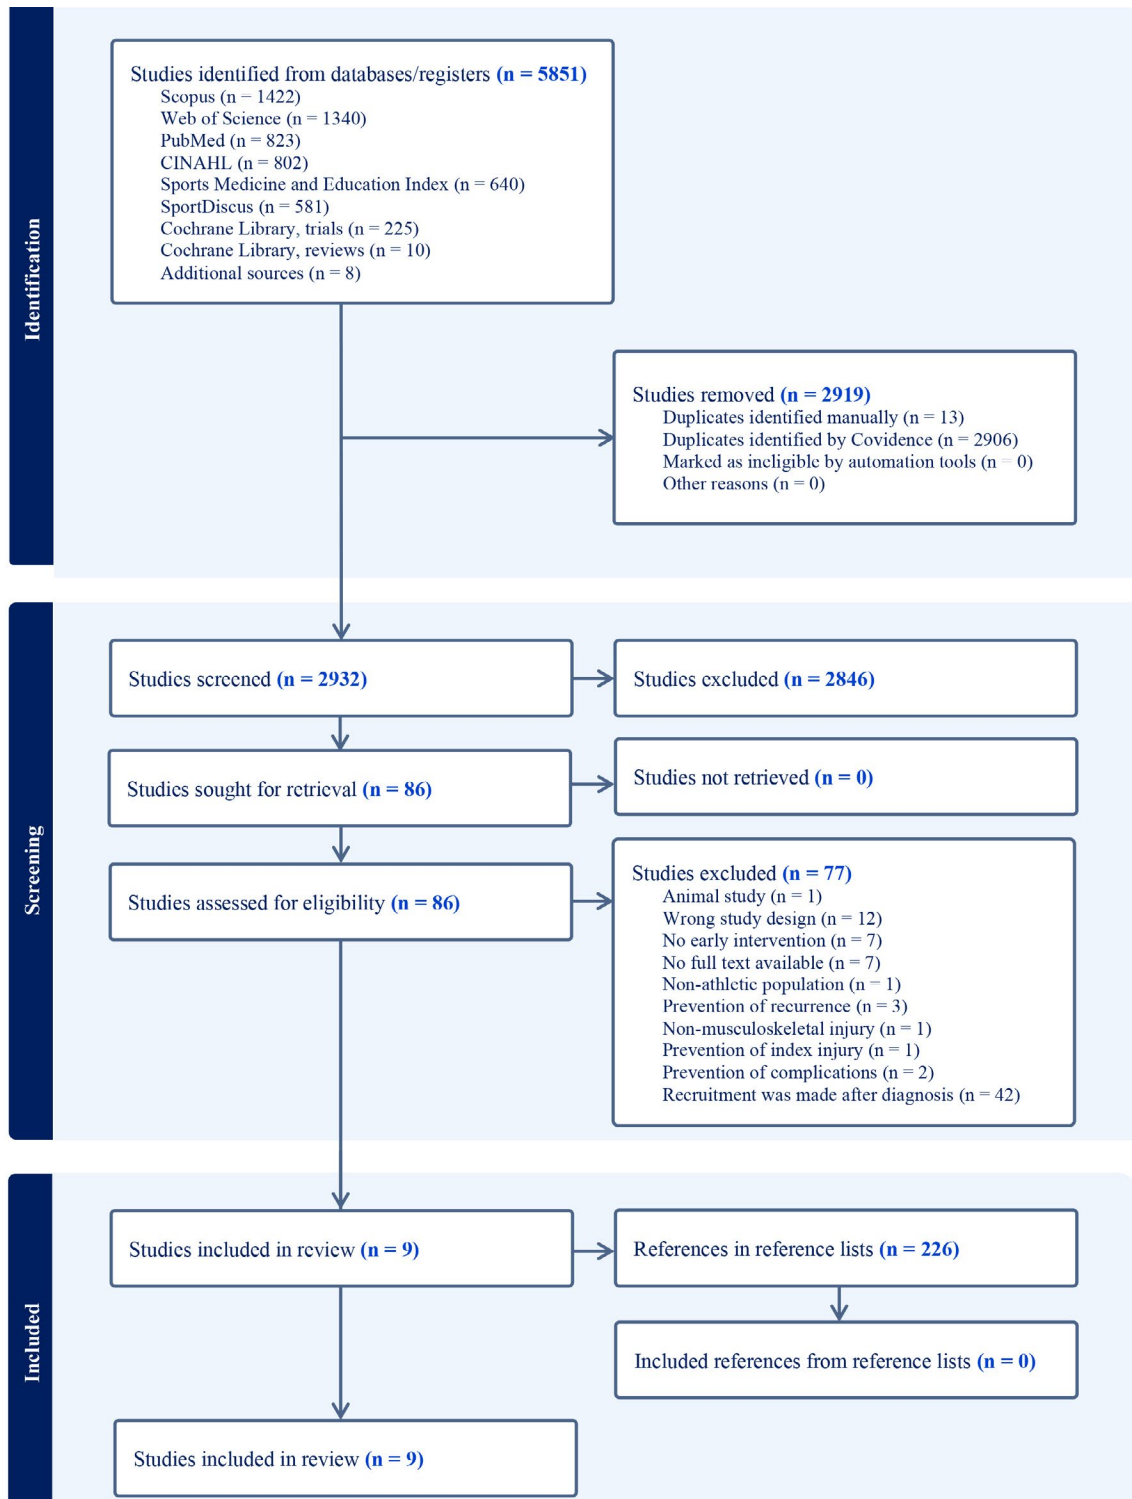 Identification
Studies identified from databases/registers (n = 5851)
Scopus (n = 1422)
Web of Science (n = 1340)
PubMed (n = 823)
CINAHL (n = 802)
Sports Medicine and Education Index (n = 640)
SportDiscus (n = 581)
Cochrane Library, trials (n = 225)
Cochrane Library, reviews (n = 10)
Additional sources (n = 8)
Studies removed (n = 2919)
Duplicates identified manually (n = 13)
Duplicates identified by Covidence (n = 2906)
Marked as ineligible by automation tools (n = 0)
Other reasons (n = 0)
Screening
Studies screened (n = 2932)
Studies excluded (n = 2846)
Studies sought for retrieval (n = 86)
Studies not retrieved (n = 0)
Studies assessed for eligibility (n = 86)
Studies excluded (n = 77)
Animal study (n = 1)
Wrong study design (n = 12)
No early intervention (n = 7)
No full text available (n = 7)
Non-athletic population (n = 1)
Prevention of recurrence (n = 3)
Non-musculoskeletal injury (n = 1)
Prevention of index injury (n = 1)
Prevention of complications (n = 2)
Recruitment was made after diagnosis (n = 42)
Included
Studies included in review (n = 9)
References in reference lists (n = 226)
Included references from reference lists (n = 0)
Studies included in review (n = 9)